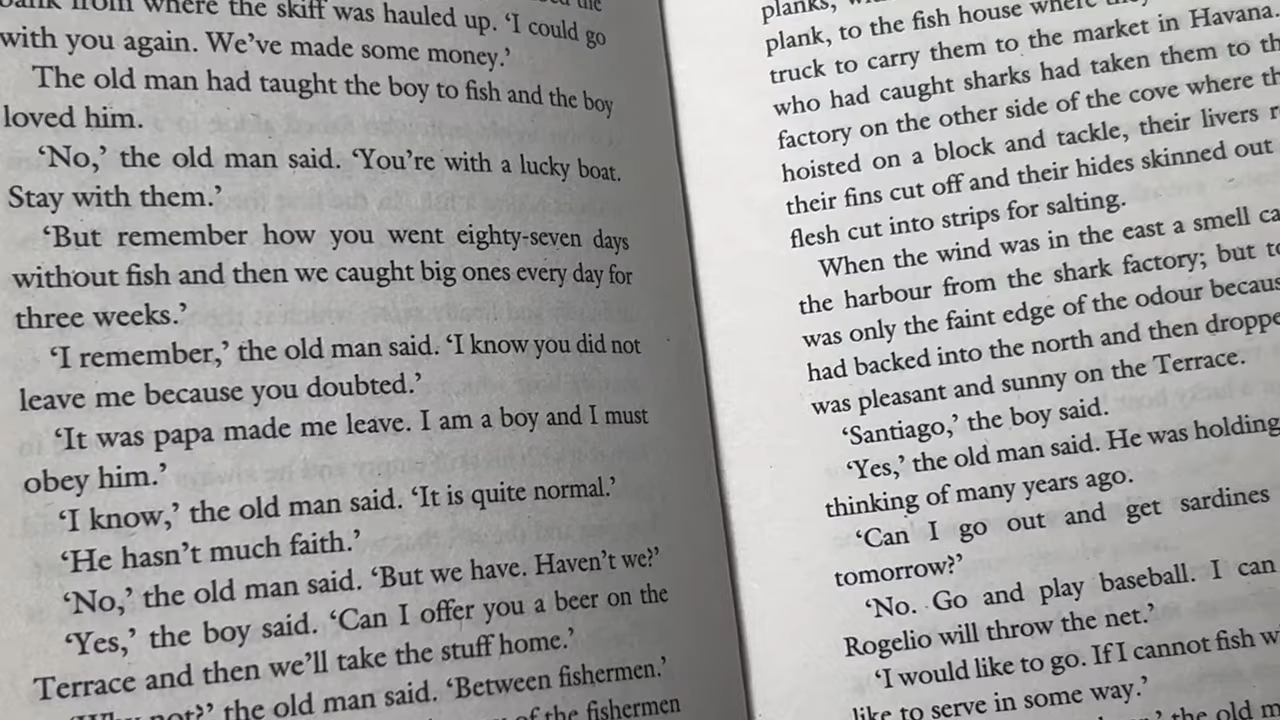 from where the skiff was hauled up. ‘I could go
with you again. We’ve made some money.’
The old man had taught the boy to fish and the boy
loved him.
‘No,’ the old man said. ‘You’re with a lucky boat.
Stay with them.’
‘But remember how you went eighty-seven days
without fish and then we caught big ones every day for
three weeks.’
‘I remember,’ the old man said. ‘I know you did not
leave me because you doubted.’
‘It was papa made me leave. I am a boy and I must
obey him.’
‘I know,’ the old man said. ‘It is quite normal.’
‘He hasn’t much faith.’
‘No,’ the old man said. ‘But we have. Haven’t we?’
‘Yes,’ the boy said. ‘Can I offer you a beer on the
Terrace and then we’ll take the stuff home.’
not?’ the old man said. ‘Between fishermen.’
of the fishermen
planks,
plank, to the fish house where
truck to carry them to the market in Havana.
who had caught sharks had taken them to
factory on the other side of the cove where
hoisted on a block and tackle, their livers
their fins cut off and their hides skinned out
flesh cut into strips for salting.
When the wind was in the east a smell
the harbour from the shark factory; but
was only the faint edge of the odour
had backed into the north and then
was pleasant and sunny on the Terrace.
‘Santiago,’ the boy said.
‘Yes,’ the old man said. He was holding
thinking of many years ago.
‘Can I go out and get sardines
tomorrow?’
‘No. Go and play baseball. I can
Rogelio will throw the net.’
‘I would like to go. If I cannot fish
like to serve in some way.’
the old